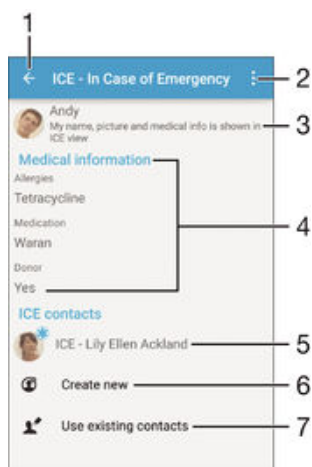 1
ICE - In Case of Emergency
2
Andy
My name, picture and medical info is shown in
ICE view
3
Medical information
Allergies
Tetracycline
Medication
Waran
4
Donor
Yes
ICE contacts
ICE - Lily Ellen Ackland
5
Create new
6
Use existing contacts
7